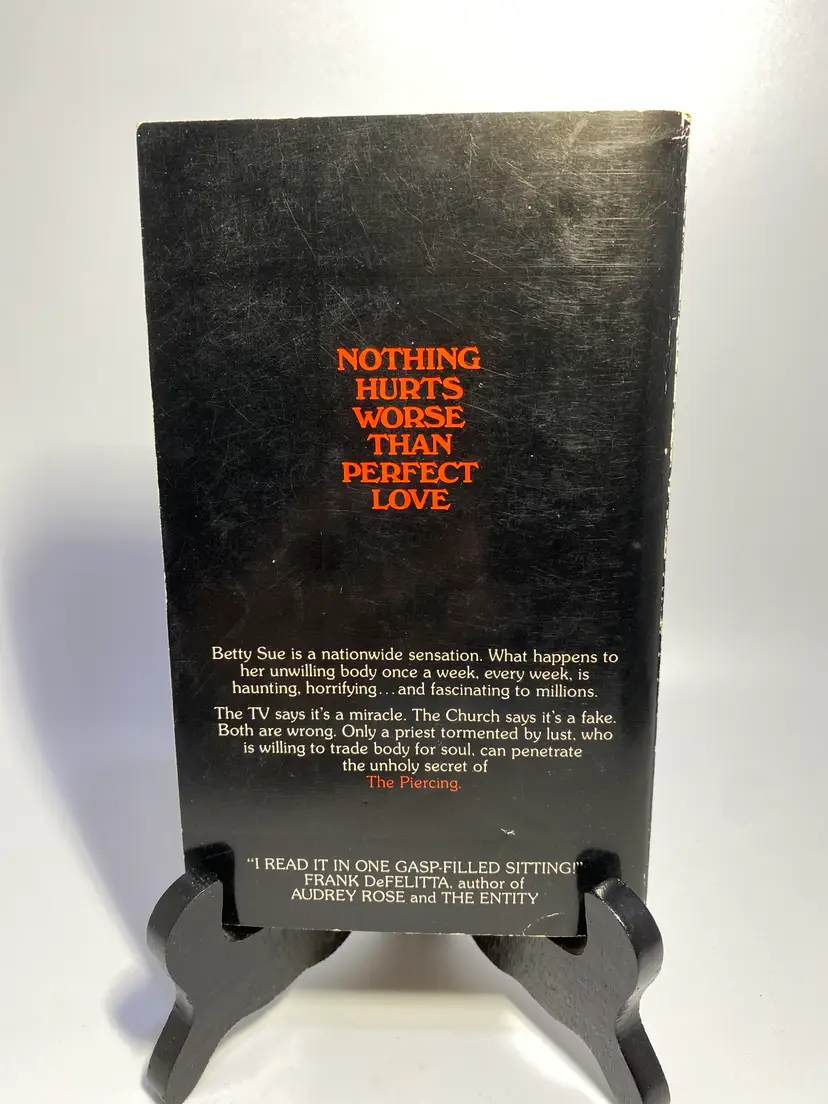 NOTHING
HURTS
WORSE
THAN
PERFECT
LOVE
Betty Sue is a nationwide sensation. What happens to
her unwilling body once a week, every week, is
haunting, horrifying...and fascinating to millions.
The TV says it's a miracle. The Church says it's a fake.
Both are wrong. Only a priest tormented by lust, who
is willing to trade body for soul, can penetrate
the unholy secret of
The Piercing.
"I READ IT IN ONE GASP-FILLED SITTING!"
FRANK DeFELITTA, author of
AUDREY ROSE and THE ENTITY